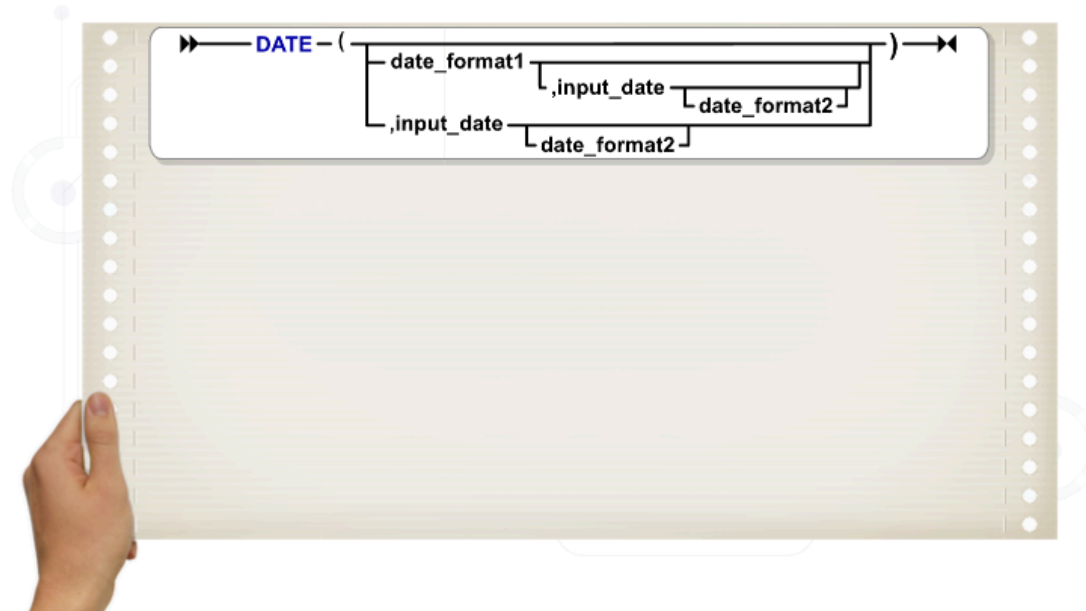 DATE ( )
date_format1
,input_date
date_format2
,input_date
date_format2